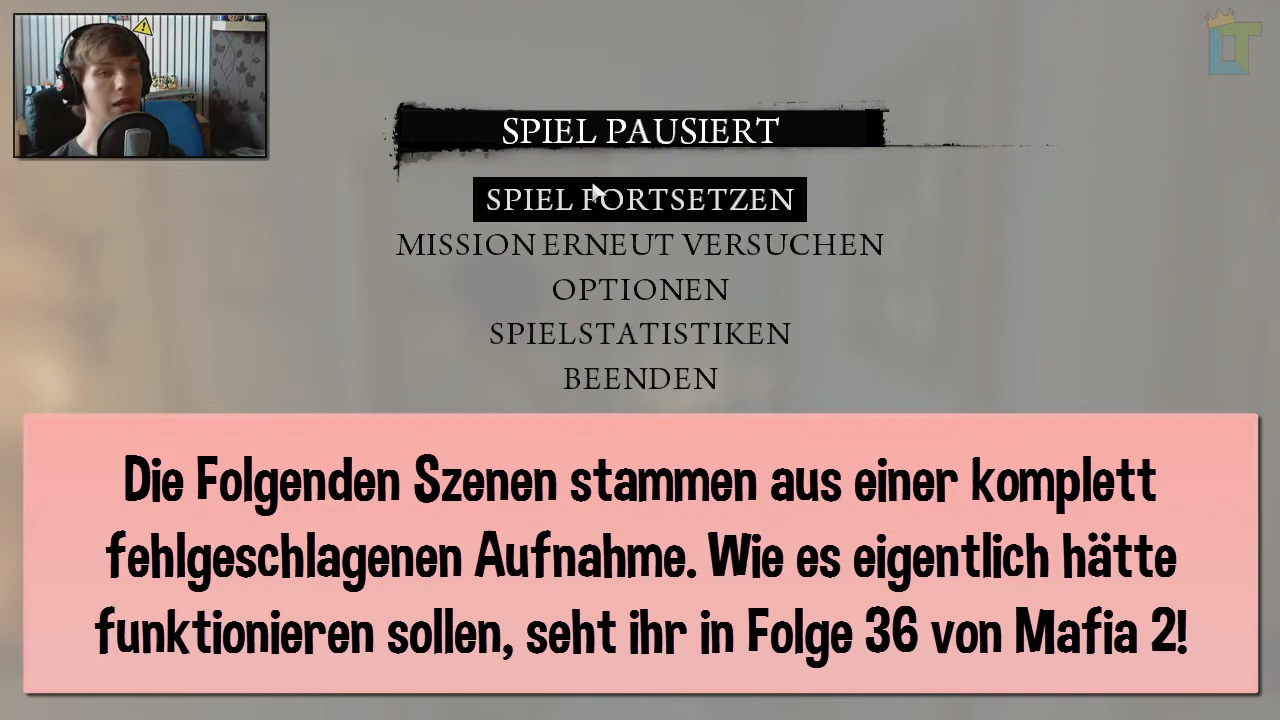 LT
SPIEL PAUSIERT
SPIEL FORTSETZEN
MISSION ERNEUT VERSUCHEN
OPTIONEN
SPIELSTATISTIKEN
BEENDEN
Die Folgenden Szenen stammen aus einer komplett
fehlgeschlagenen Aufnahme. Wie es eigentlich hätte
funktionieren sollen, seht ihr in Folge 36 von Mafia 2!